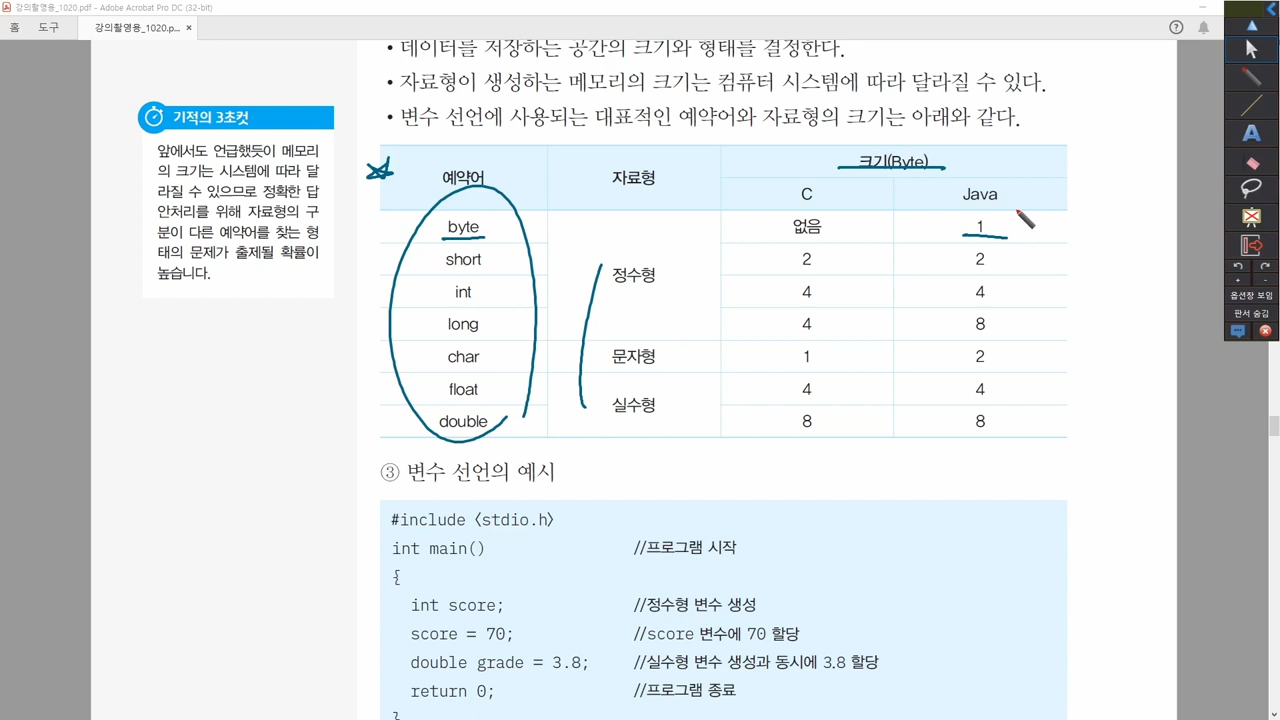 강의촬영용_1020.pdf - Adobe Acrobat Pro DC (32-bit)
홈 도구 강의촬영용_1020.p... ×
• 데이터를 저장하는 공간의 크기와 형태를 결정한다.
• 자료형이 생성하는 메모리의 크기는 컴퓨터 시스템에 따라 달라질 수 있다.
• 변수 선언에 사용되는 대표적인 예약어와 자료형의 크기는 아래와 같다.
기적의 3초컷
앞에서도 언급했듯이 메모리
의 크기는 시스템에 따라 달
라질 수 있으므로 정확한 답
안처리를 위해 자료형의 구
분이 다른 예약어를 찾는 형
태의 문제가 출제될 확률이
높습니다.
예약어 자료형 크기(Byte)
C Java
byte 없음 1
short 2 2
정수형
int 4 4
long 4 8
char 문자형 1 2
float 4 4
실수형
double 8 8
③ 변수 선언의 예시
#include 〈stdio.h〉
int main() //프로그램 시작
{
int score; //정수형 변수 생성
score = 70; //score 변수에 70 할당
double grade = 3.8; //실수형 변수 생성과 동시에 3.8 할당
return 0; //프로그램 종료
}
A
옵션장 보임
판서 숨김